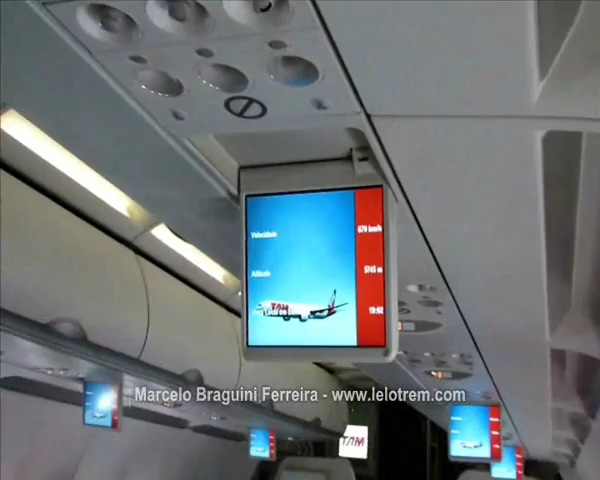 Velocidade 679 km/h
Altitude 5745 m
TAM
19:02
Marcelo Braguini Ferreira - www.lelotrem.com
TAM